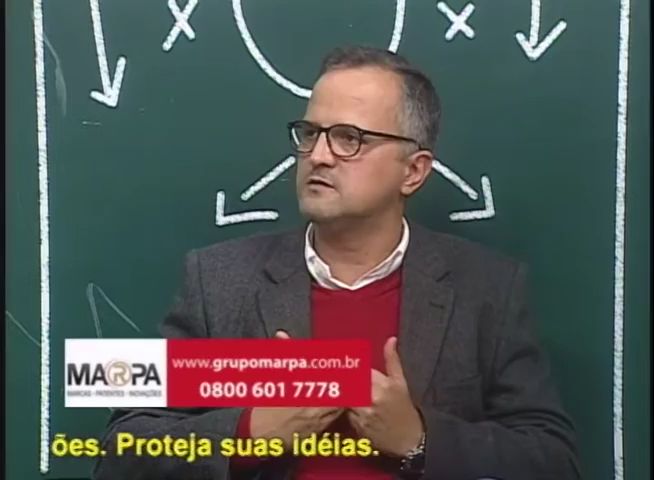 www.grupomarpa.com.br
MARPA
MARCAS • PATENTES • INOVAÇÕES
0800 601 7778
ões. Proteja suas idéias.